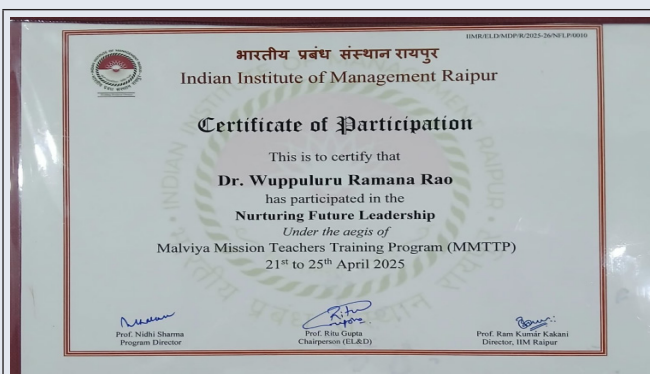 IIMR/ELD/MDP/R/2025-26/NFLP/0010
भारतीय प्रबंध संस्थान रायपुर
Indian Institute of Management Raipur
Certificate of Participation
This is to certify that
Dr. Wuppuluru Ramana Rao
has participated in the
Nurturing Future Leadership
Under the aegis of
Malviya Mission Teachers Training Program (MMTTP)
21st to 25th April 2025
Prof. Nidhi Sharma
Program Director
Prof. Ritu Gupta
Chairperson (EL&D)
Prof. Ram Kumar Kakani
Director, IIM Raipur